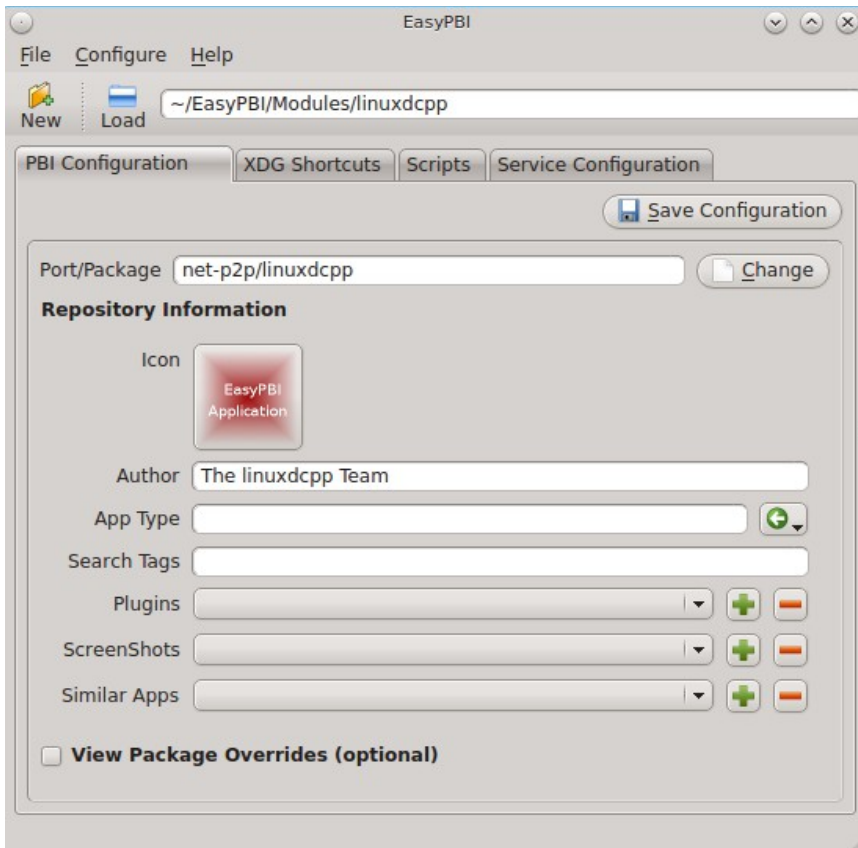 EasyPBI
File Configure Help
New Load ~/EasyPBI/Modules/linuxdcpp
PBI Configuration XDG Shortcuts Scripts Service Configuration
Save Configuration
Port/Package net-p2p/linuxdcpp Change
Repository Information
Icon
EasyPBI
Application
Author The linuxdcpp Team
App Type
Search Tags
Plugins
ScreenShots
Similar Apps
View Package Overrides (optional)